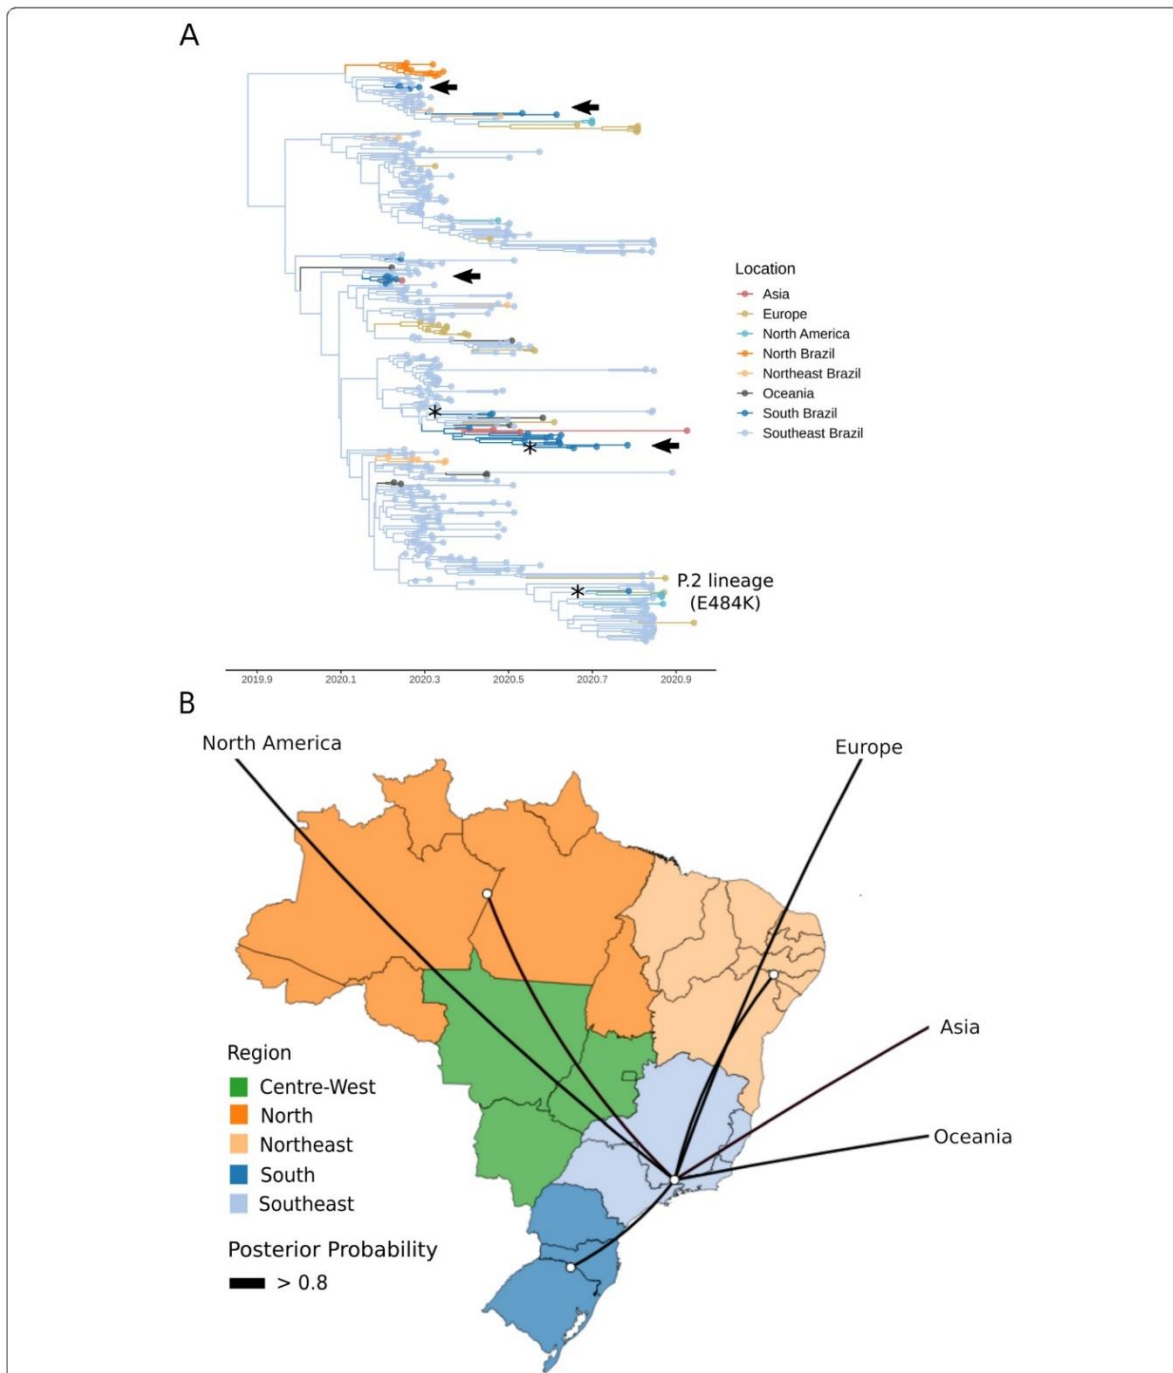 A
Location
Asia
Europe
North America
North Brazil
Northeast Brazil
Oceania
South Brazil
Southeast Brazil
*
*
*
P.2 lineage
(E484K)
2019.9 2020.1 2020.3 2020.5 2020.7 2020.9
B
North America
Europe
Asia
Oceania
Region
Centre-West
North
Northeast
South
Southeast
Posterior Probability
> 0.8